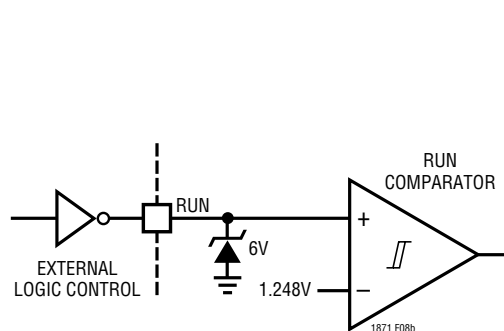 RUN
COMPARATOR
RUN
+
6V
EXTERNAL
LOGIC CONTROL
1.248V
−
1871 F08b